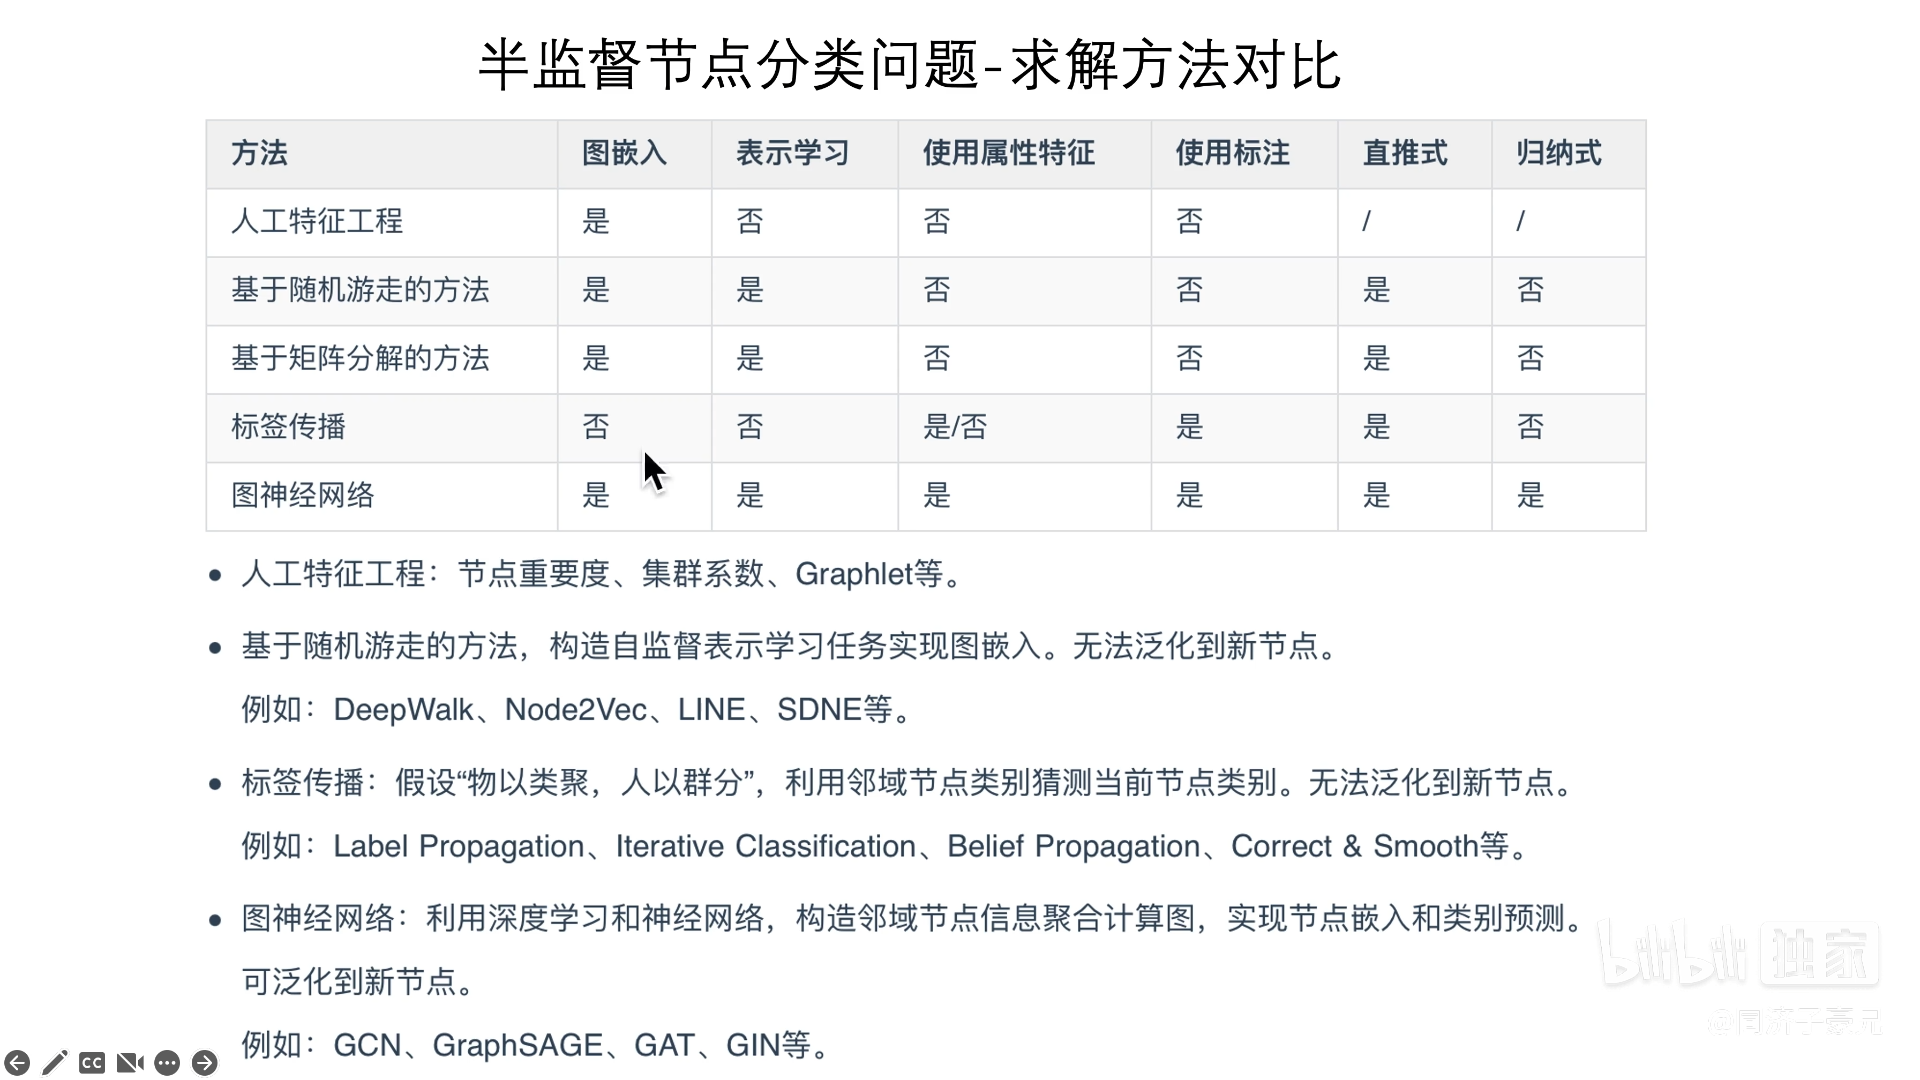 半监督节点分类问题-求解方法对比
方法 图嵌入 表示学习 使用属性特征 使用标注 直推式 归纳式
人工特征工程 是 否 否 否 / /
基于随机游走的方法 是 是 否 否 是 否
基于矩阵分解的方法 是 是 否 否 是 否
标签传播 否 否 是/否 是 是 否
图神经网络 是 是 是 是 是 是
• 人工特征工程：节点重要度、集群系数、Graphlet等。
• 基于随机游走的方法，构造自监督表示学习任务实现图嵌入。无法泛化到新节点。
例如：DeepWalk、Node2Vec、LINE、SDNE等。
• 标签传播：假设“物以类聚，人以群分”，利用邻域节点类别猜测当前节点类别。无法泛化到新节点。
例如：Label Propagation、Iterative Classification、Belief Propagation、Correct & Smooth等。
• 图神经网络：利用深度学习和神经网络，构造邻域节点信息聚合计算图，实现节点嵌入和类别预测。
可泛化到新节点。
例如：GCN、GraphSAGE、GAT、GIN等。
bilibili 独家
@同济子豪兄
CC